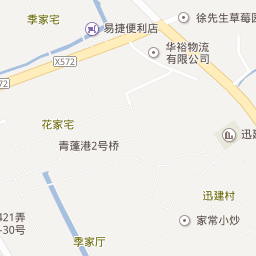 季家宅
易捷便利店
徐先生草莓园
华裕物流
有限公司
X572
572
花家宅
青蓬港2号桥
迅建
迅建村
421弄
-30号
家常小炒
季家厅